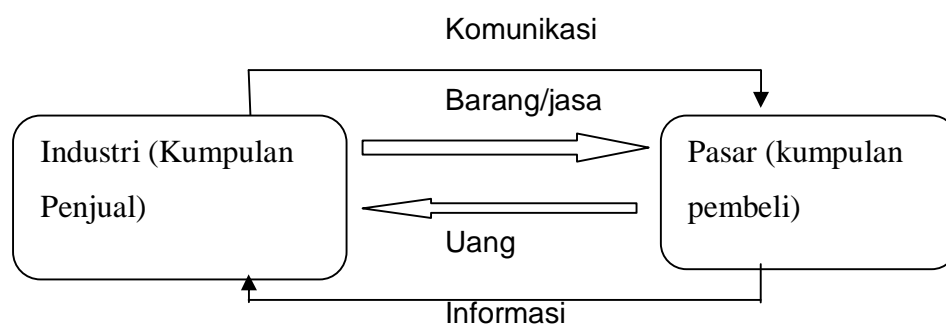 Komunikasi
Barang/jasa
Industri (Kumpulan
Penjual)
Pasar (kumpulan
pembeli)
Uang
Informasi